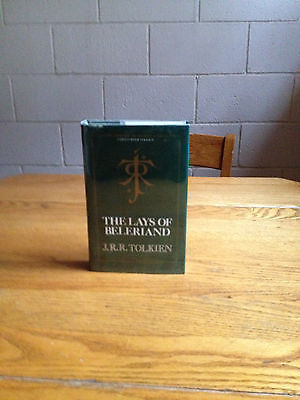 THE LAYS OF
BELERIAND
J.R.R. TOLKIEN